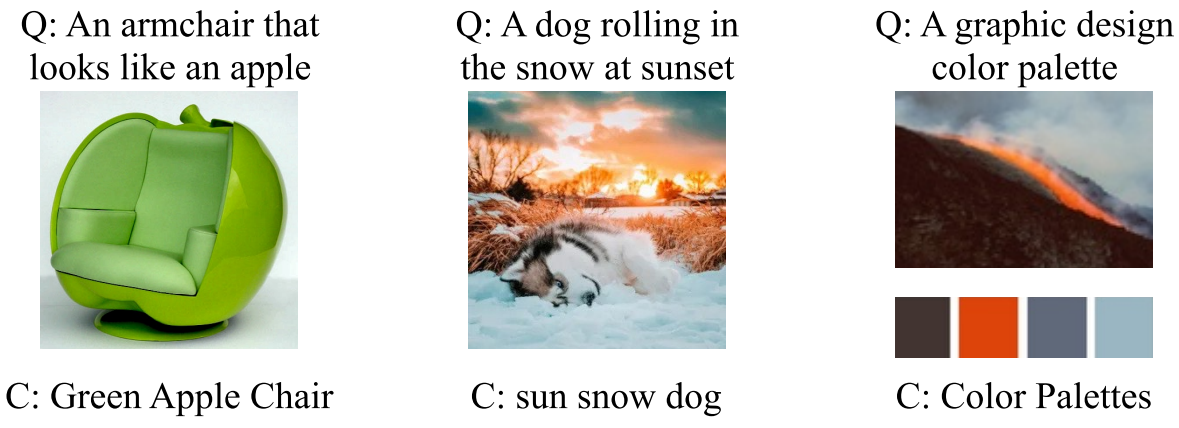 Q: An armchair that
looks like an apple
C: Green Apple Chair
Q: A dog rolling in
the snow at sunset
C: sun snow dog
Q: A graphic design
color palette
C: Color Palettes